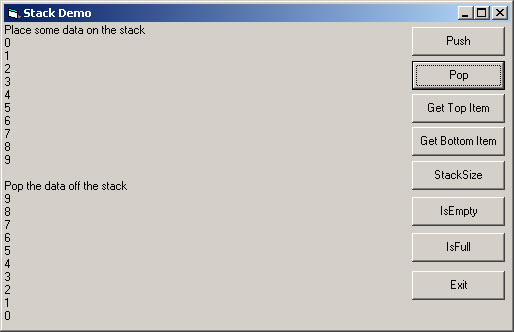 Stack Demo
Place some data on the stack
0
1
2
3
4
5
6
7
8
9
Pop the data off the stack
9
8
7
6
5
4
3
2
1
0
Push
Pop
Get Top Item
Get Bottom Item
StackSize
IsEmpty
IsFull
Exit